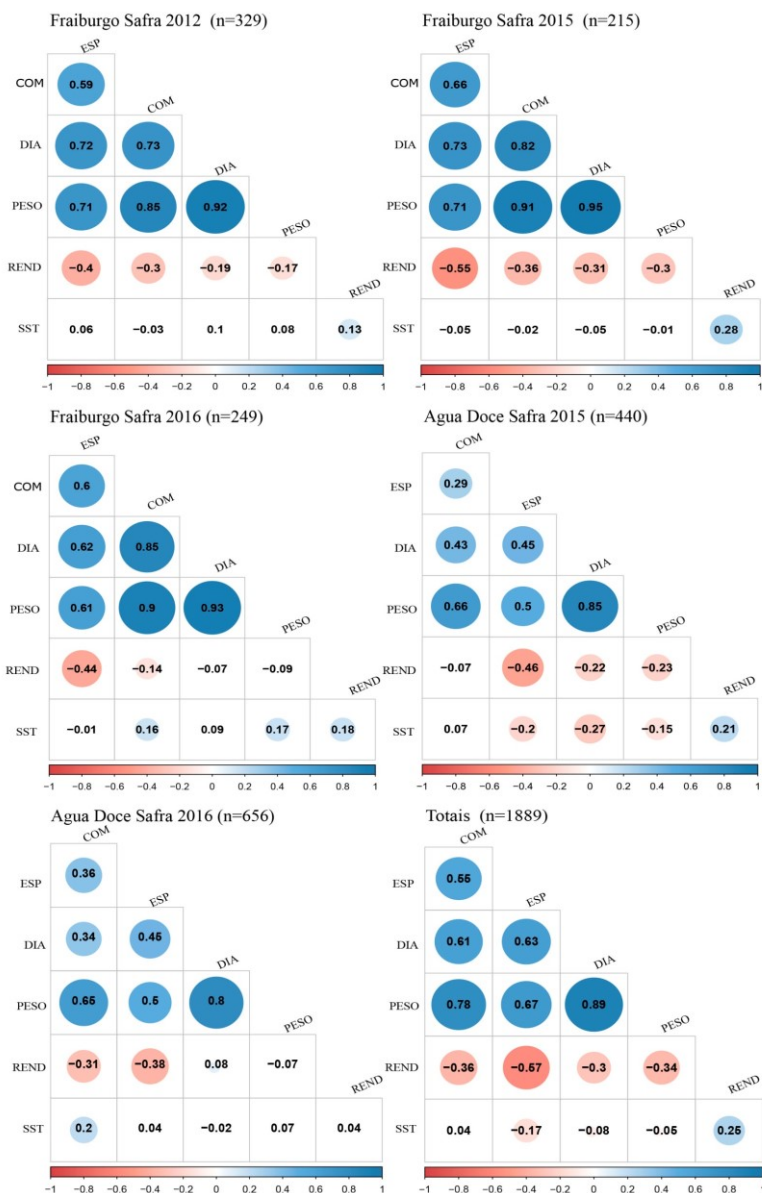 Fraiburgo Safra 2012 (n=329)
ESP
COM 0.59
COM
DIA 0.72 0.73
DIA
PESO 0.71 0.85 0.92
PESO
REND −0.4 −0.3 −0.19 −0.17
REND
SST 0.06 −0.03 0.1 0.08 0.13
−1 −0.8 −0.6 −0.4 −0.2 0 0.2 0.4 0.6 0.8 1
Fraiburgo Safra 2015 (n=215)
ESP
COM 0.66
COM
DIA 0.73 0.82
DIA
PESO 0.71 0.91 0.95
PESO
REND −0.55 −0.36 −0.31 −0.3
REND
SST −0.05 −0.02 −0.05 −0.01 0.28
−1 −0.8 −0.6 −0.4 −0.2 0 0.2 0.4 0.6 0.8 1
Fraiburgo Safra 2016 (n=249)
ESP
COM 0.6
COM
DIA 0.62 0.85
DIA
PESO 0.61 0.9 0.93
PESO
REND −0.44 −0.14 −0.07 −0.09
REND
SST −0.01 0.16 0.09 0.17 0.18
−1 −0.8 −0.6 −0.4 −0.2 0 0.2 0.4 0.6 0.8 1
Agua Doce Safra 2015 (n=440)
COM
ESP 0.29
ESP
DIA 0.43 0.45
DIA
PESO 0.66 0.5 0.85
PESO
REND −0.07 −0.46 −0.22 −0.23
REND
SST 0.07 −0.2 −0.27 −0.15 0.21
−1 −0.8 −0.6 −0.4 −0.2 0 0.2 0.4 0.6 0.8 1
Agua Doce Safra 2016 (n=656)
COM
ESP 0.36
ESP
DIA 0.34 0.45
DIA
PESO 0.65 0.5 0.8
PESO
REND −0.31 −0.38 0.08 −0.07
REND
SST 0.2 0.04 −0.02 0.07 0.04
−1 −0.8 −0.6 −0.4 −0.2 0 0.2 0.4 0.6 0.8 1
Totais (n=1889)
COM
ESP 0.55
ESP
DIA 0.61 0.63
DIA
PESO 0.78 0.67 0.89
PESO
REND −0.36 −0.57 −0.3 −0.34
REND
SST 0.04 −0.17 −0.08 −0.05 0.25
−1 −0.8 −0.6 −0.4 −0.2 0 0.2 0.4 0.6 0.8 1